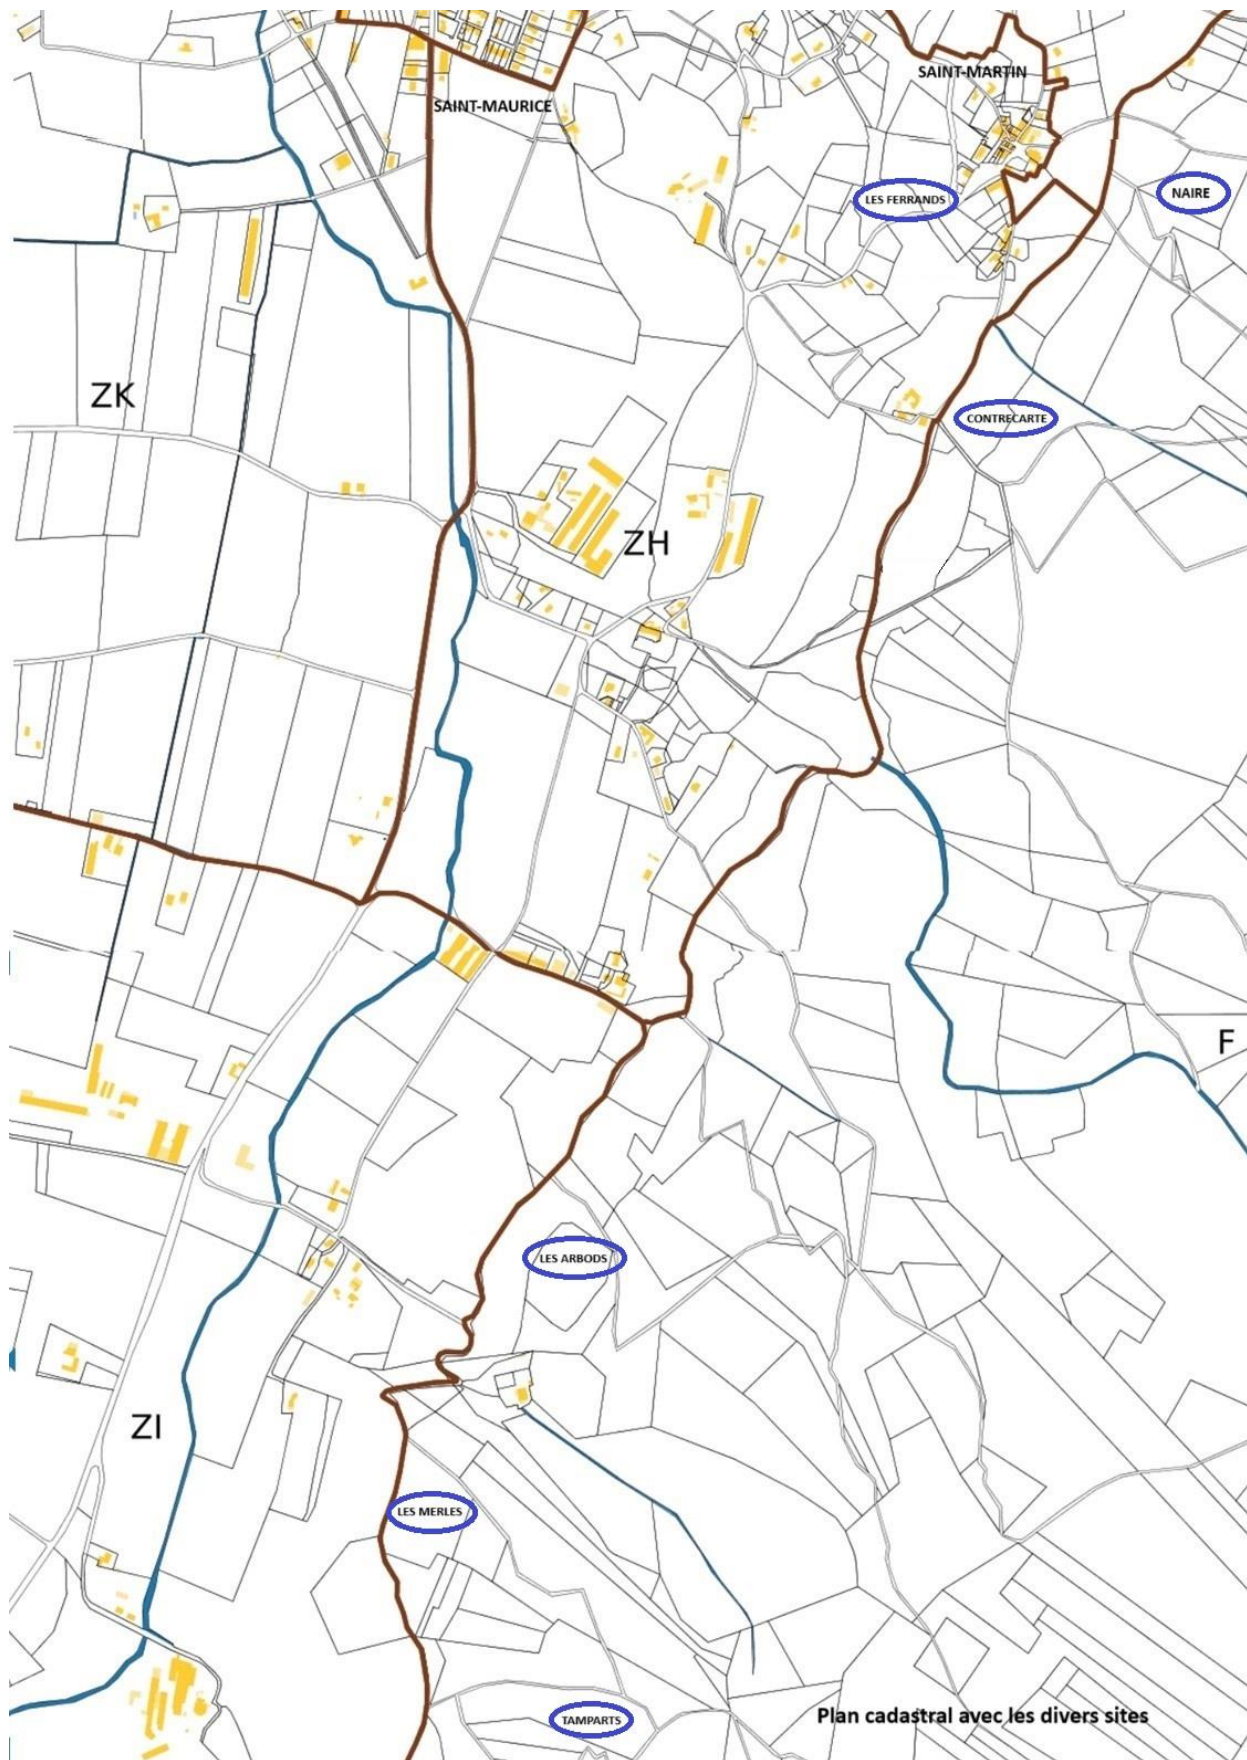 SAINT-MARTIN
SAINT-MAURICE
LES FERRANDS
NAIRE
ZK
CONTRECARTE
ZH
F
LES ARBODS
ZI
LES MERLES
TAMPARTS
Plan cadastral avec les divers sites